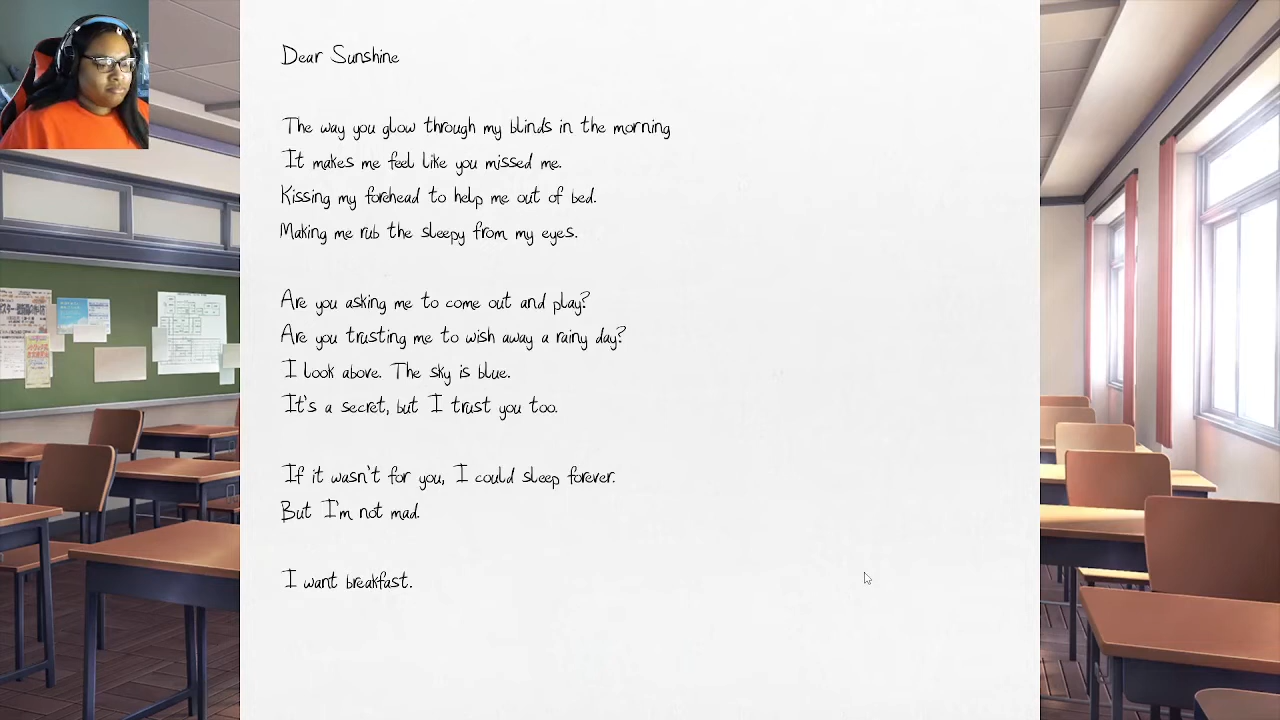 Dear Sunshine
The way you glow through my blinds in the morning
It makes me feel like you missed me.
Kissing my forehead to help me out of bed.
Making me rub the sleepy from my eyes.
Are you asking me to come out and play?
Are you trusting me to wish away a rainy day?
I look above. The sky is blue.
It's a secret, but I trust you too.
If it wasn't for you, I could sleep forever.
But I'm not mad.
I want breakfast.